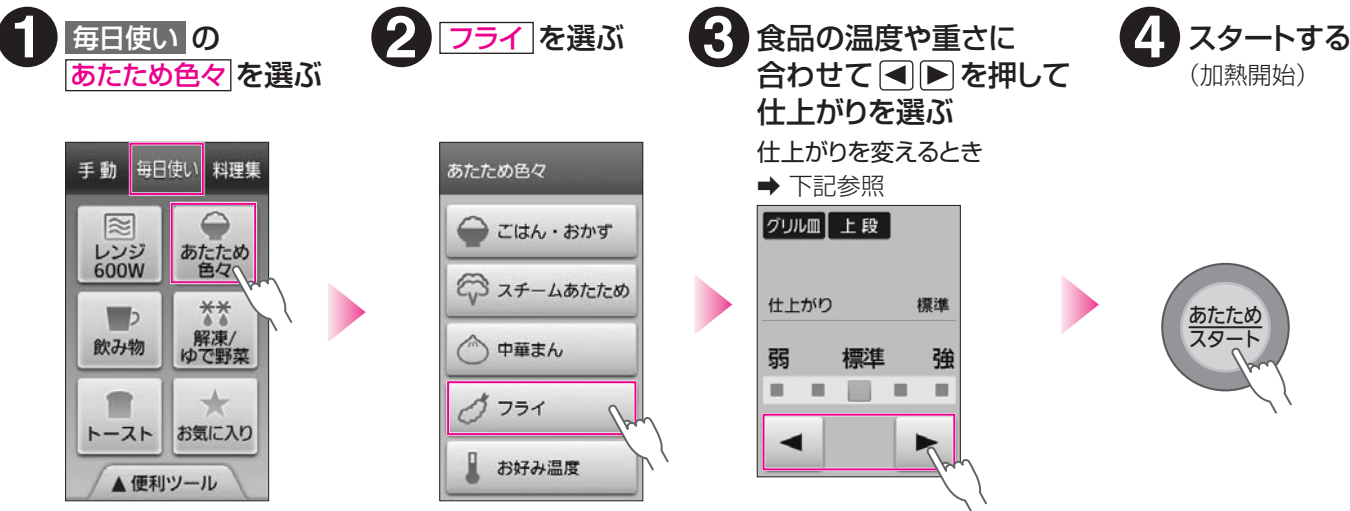 1 毎日使い の
あたため色々 を選ぶ
手動 毎日使い 料理集
レンジ
600W
あたため
色々
飲み物
解凍/
ゆで野菜
トースト
お気に入り
▲便利ツール
2 フライ を選ぶ
あたため色々
ごはん・おかず
スチームあたため
中華まん
フライ
お好み温度
3 食品の温度や重さに
合わせて ◀ ▶ を押して
仕上がりを選ぶ
仕上がりを変えるとき
➡ 下記参照
グリル皿 上段
仕上がり 標準
弱 標準 強
◀ ▶
4 スタートする
（加熱開始）
あたため
スタート